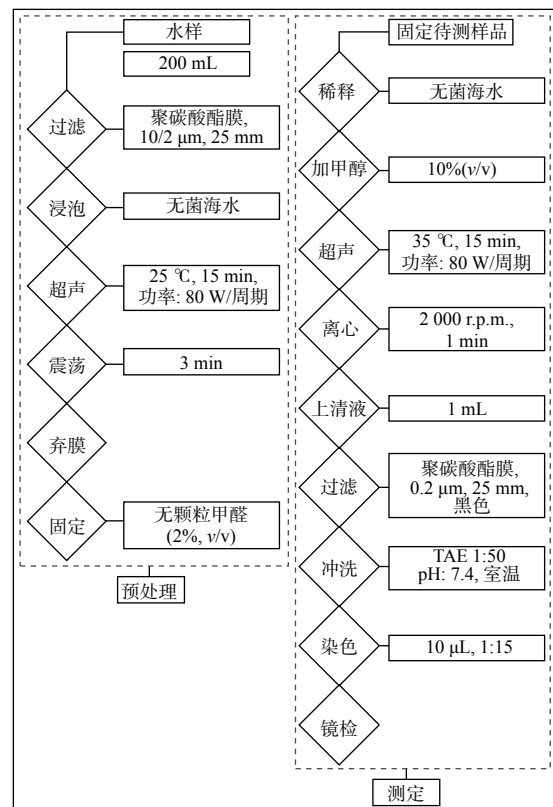 水样
200 mL
过滤
聚碳酸酯膜,
10/2 μm, 25 mm
浸泡
无菌海水
超声
25 ℃, 15 min,
功率: 80 W/周期
震荡
3 min
弃膜
固定
无颗粒甲醛
(2%, v/v)
预处理
固定待测样品
稀释
无菌海水
加甲醇
10%(v/v)
超声
35 ℃, 15 min,
功率: 80 W/周期
离心
2 000 r.p.m.,
1 min
上清液
1 mL
过滤
聚碳酸酯膜,
0.2 μm, 25 mm,
黑色
冲洗
TAE 1:50
pH: 7.4, 室温
染色
10 μL, 1:15
镜检
测定